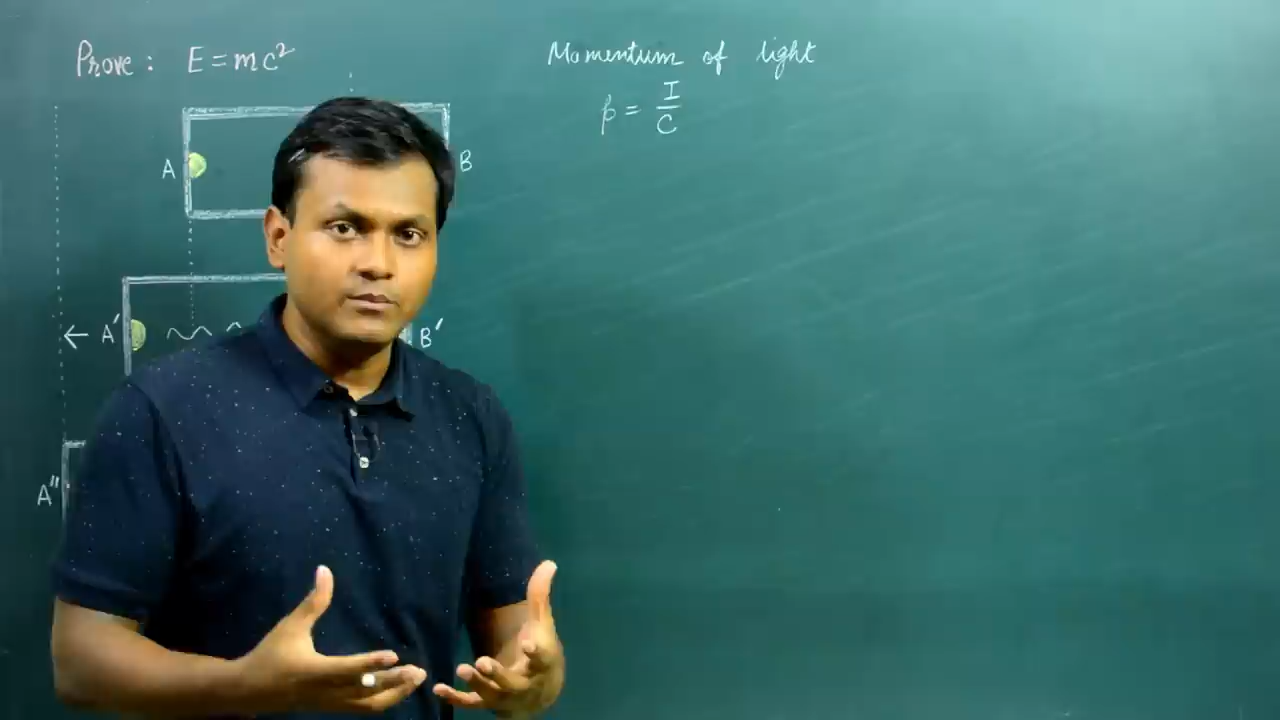 Prove : E = mc²
Momentum of light
p = I/C
A
B
← A′
B′
A″